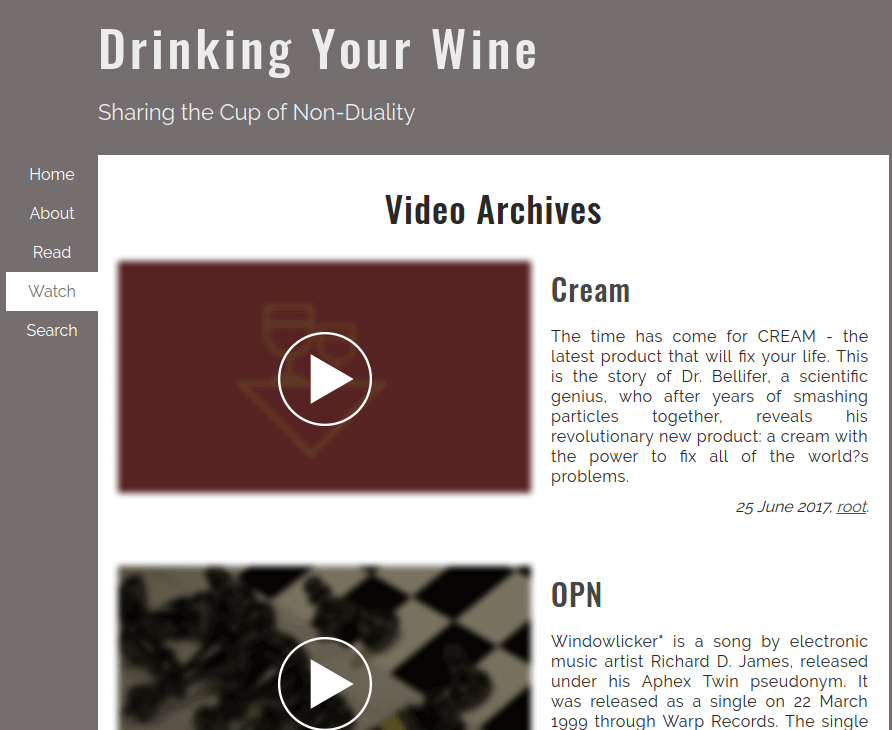 Drinking Your Wine
Sharing the Cup of Non-Duality
Home
About
Read
Watch
Search
Video Archives
Cream
The time has come for CREAM - the
latest product that will fix your life. This
is the story of Dr. Bellifer, a scientific
genius, who after years of smashing
particles together, reveals his
revolutionary new product: a cream with
the power to fix all of the world?s
problems.
25 June 2017, root.
OPN
Windowlicker" is a song by electronic
music artist Richard D. James, released
under his Aphex Twin pseudonym. It
was released as a single on 22 March
1999 through Warp Records. The single